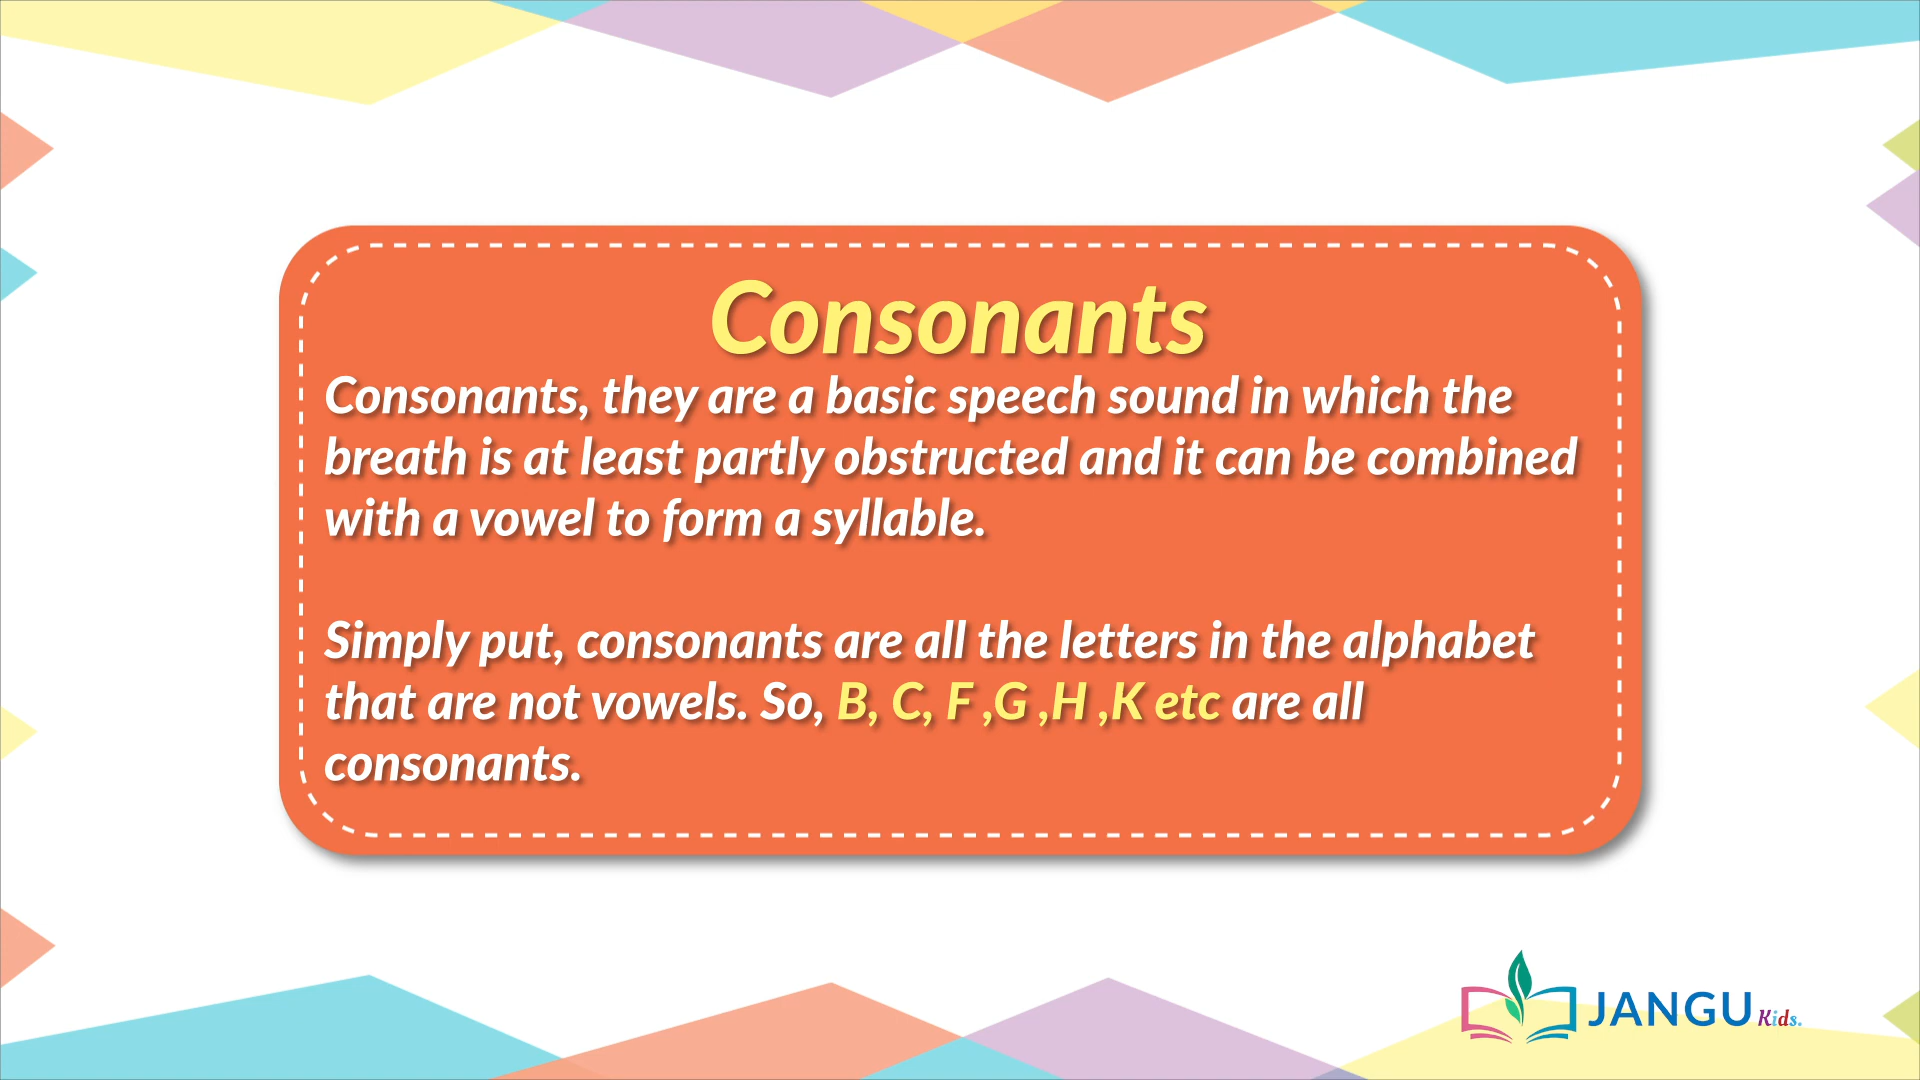 Consonants
Consonants, they are a basic speech sound in which the
breath is at least partly obstructed and it can be combined
with a vowel to form a syllable.
Simply put, consonants are all the letters in the alphabet
that are not vowels. So, B, C, F ,G ,H ,K etc are all
consonants.
JANGU Kids.